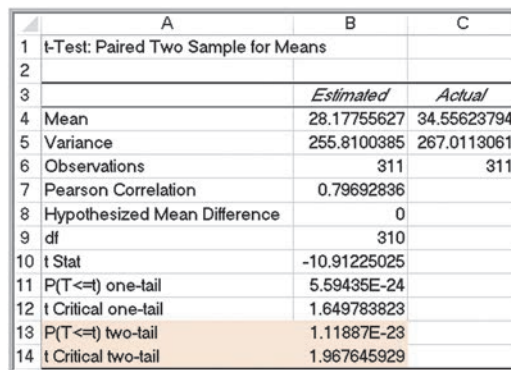 A B C
1 t-Test: Paired Two Sample for Means
2
3 Estimated Actual
4 Mean 28.17755627 34.55623794
5 Variance 255.8100385 267.0113061
6 Observations 311 311
7 Pearson Correlation 0.79692836
8 Hypothesized Mean Difference 0
9 df 310
10 t Stat -10.91225025
11 P(T<=t) one-tail 5.59435E-24
12 t Critical one-tail 1.649783823
13 P(T<=t) two-tail 1.11887E-23
14 t Critical two-tail 1.967645929